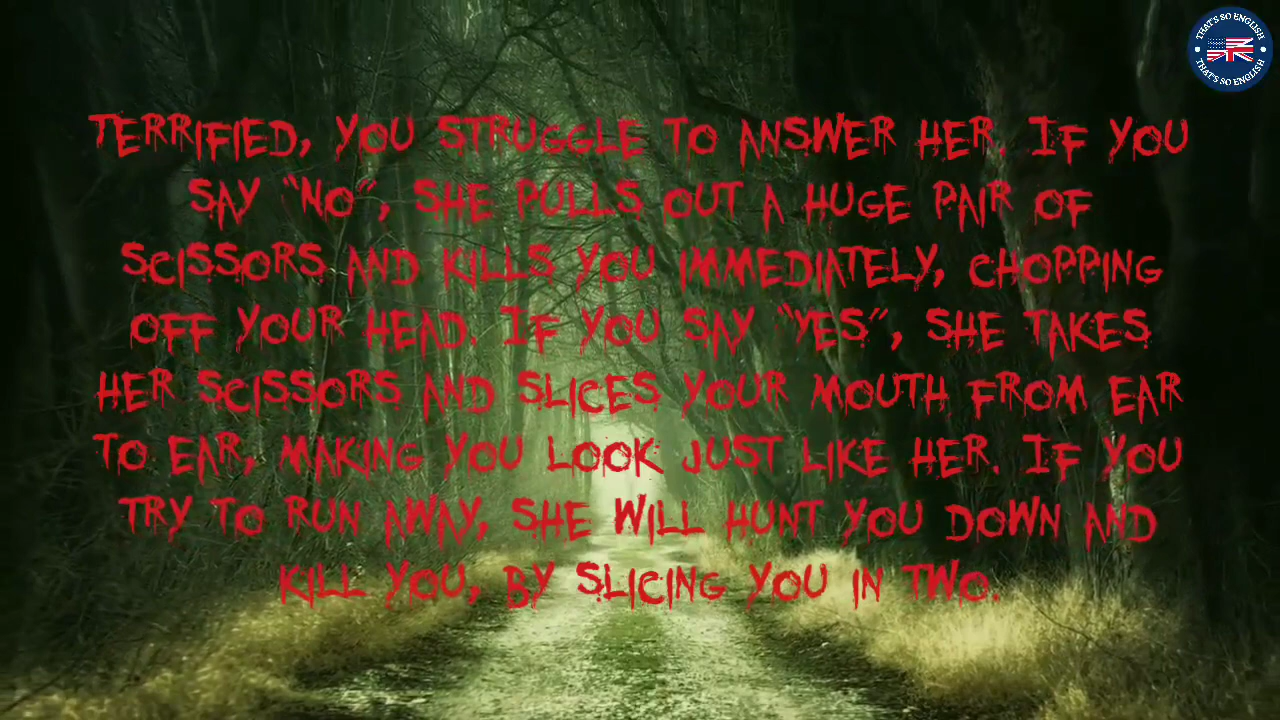 THAT'S SO ENGLISH
THAT'S SO ENGLISH
TERRIFIED, YOU STRUGGLE TO ANSWER HER. IF YOU
SAY “NO”, SHE PULLS OUT A HUGE PAIR OF
SCISSORS AND KILLS YOU IMMEDIATELY, CHOPPING
OFF YOUR HEAD. IF YOU SAY “YES”, SHE TAKES
HER SCISSORS AND SLICES YOUR MOUTH FROM EAR
TO EAR, MAKING YOU LOOK JUST LIKE HER. IF YOU
TRY TO RUN AWAY, SHE WILL HUNT YOU DOWN AND
KILL YOU, BY SLICING YOU IN TWO.